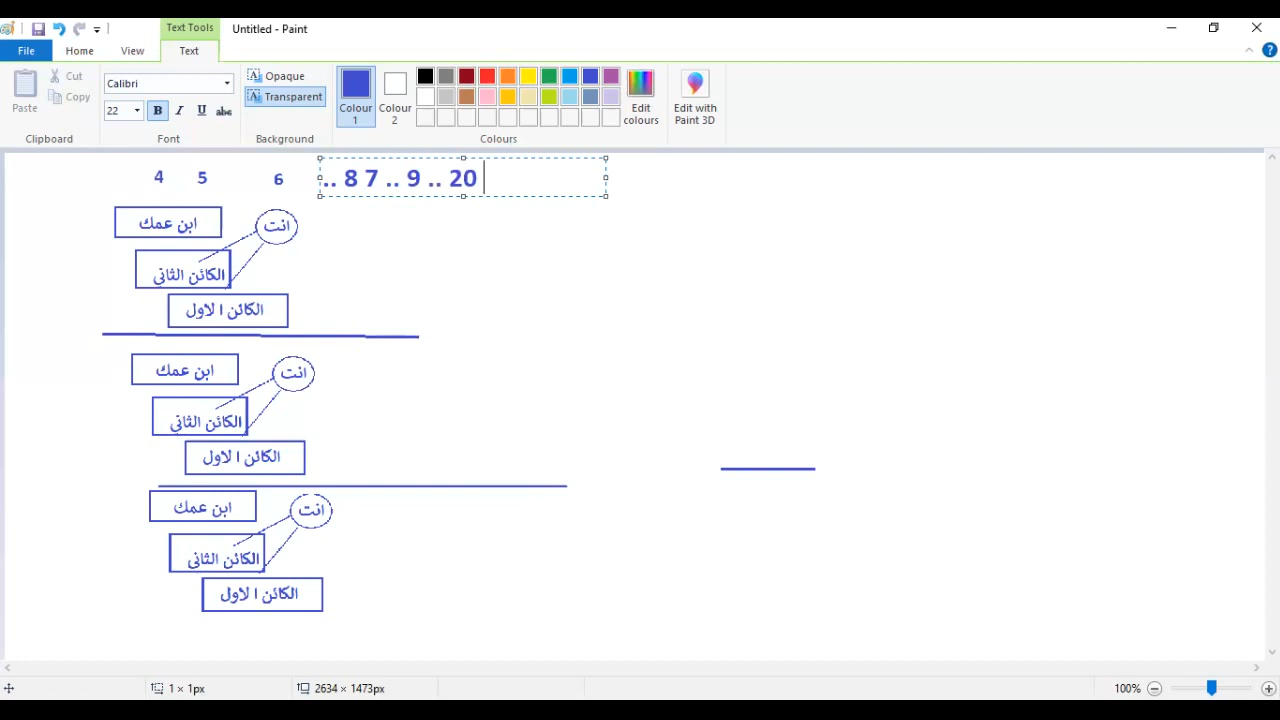 Text Tools
Untitled - Paint
File
Home
View
Text
Paste
Cut
Copy
Clipboard
Calibri
22
B I U abc
Font
Opaque
Transparent
Background
Colour 1
Colour 2
Edit colours
Edit with Paint 3D
Colours
4 5 6 .. 8 7 .. 9 .. 20
ابن عمك
انت
الكائن الثاني
الكائن ا لاول
ابن عمك
انت
الكائن الثاني
الكائن ا لاول
ابن عمك
انت
الكائن الثاني
الكائن ا لاول
1 × 1px
2634 × 1473px
100%